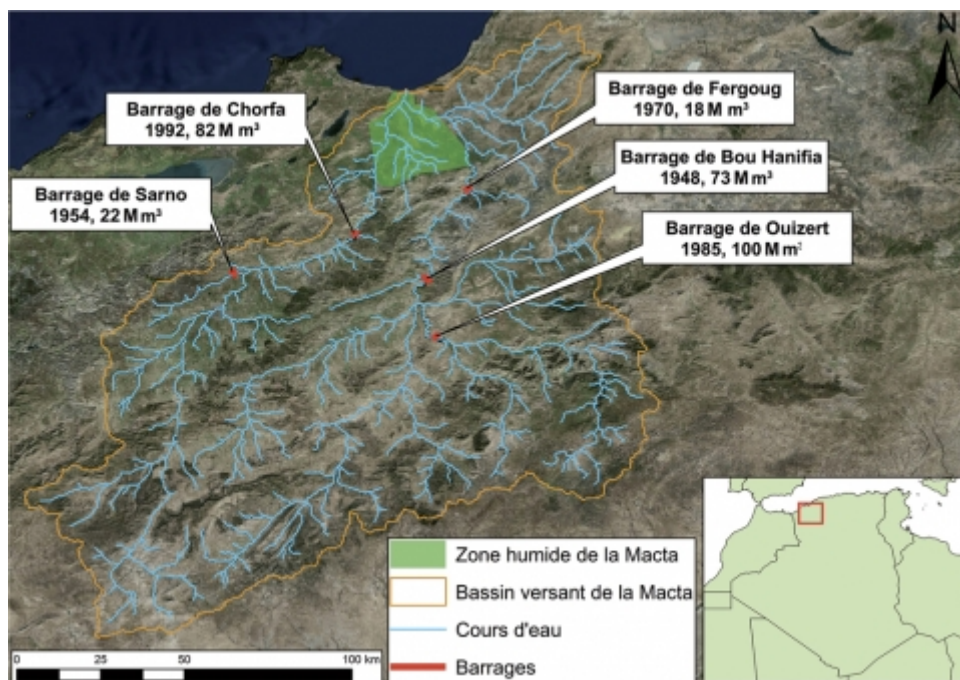 N
Barrage de Chorfa
1992, 82 M m³
Barrage de Fergoug
1970, 18 M m³
Barrage de Bou Hanifia
1948, 73 M m³
Barrage de Sarno
1954, 22 M m³
Barrage de Ouizert
1985, 100 M m³
Zone humide de la Macta
Bassin versant de la Macta
Cours d'eau
Barrages
0 25 50 100 km